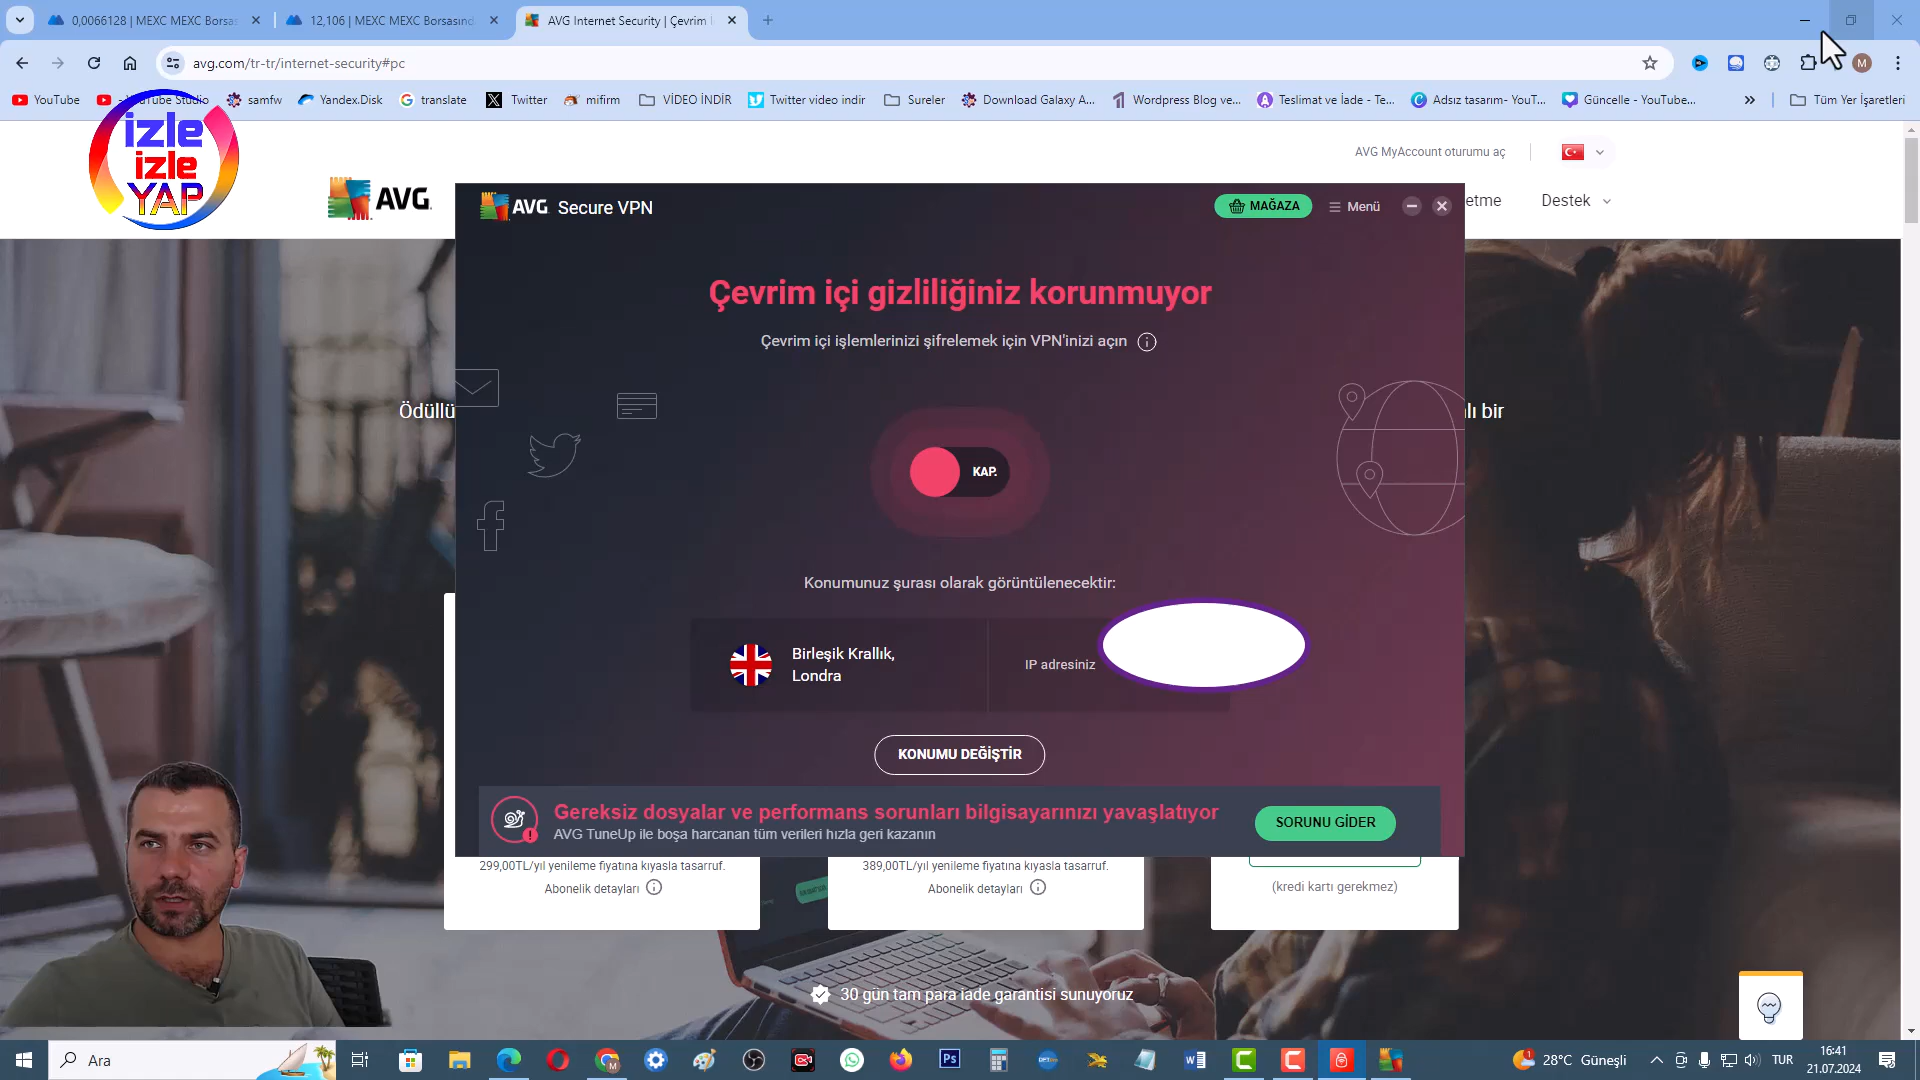 0,0066128 | MEXC MEXC Borsas
12,106 | MEXC MEXC Borsasınd
AVG Internet Security | Çevrim İ
avg.com/tr-tr/internet-security#pc
M
YouTube
YouTube Studio
samfw
Yandex.Disk
translate
Twitter
mifirm
VİDEO İNDİR
Twitter video indir
Sureler
Download Galaxy A...
Wordpress Blog ve...
Teslimat ve İade - Te...
Adsız tasarım- YouT...
Güncelle - YouTube...
Tüm Yer İşaretleri
izle
izle
YAP
AVG
AVG MyAccount oturumu aç
etme
Destek
AVG Secure VPN
MAĞAZA
Menü
Çevrim içi gizliliğiniz korunmuyor
Çevrim içi işlemlerinizi şifrelemek için VPN'inizi açın
Ödüllü
lı bir
KAP.
Konumunuz şurası olarak görüntülenecektir:
Birleşik Krallık,
Londra
IP adresiniz
KONUMU DEĞİŞTİR
Gereksiz dosyalar ve performans sorunları bilgisayarınızı yavaşlatıyor
AVG TuneUp ile boşa harcanan tüm verileri hızla geri kazanın
SORUNU GİDER
299,00TL/yıl yenileme fiyatına kıyasla tasarruf.
Abonelik detayları
389,00TL/yıl yenileme fiyatına kıyasla tasarruf.
Abonelik detayları
(kredi kartı gerekmez)
30 gün tam para iade garantisi sunuyoruz
Ara
Ps
28°C Güneşli
TUR
16:41
21.07.2024